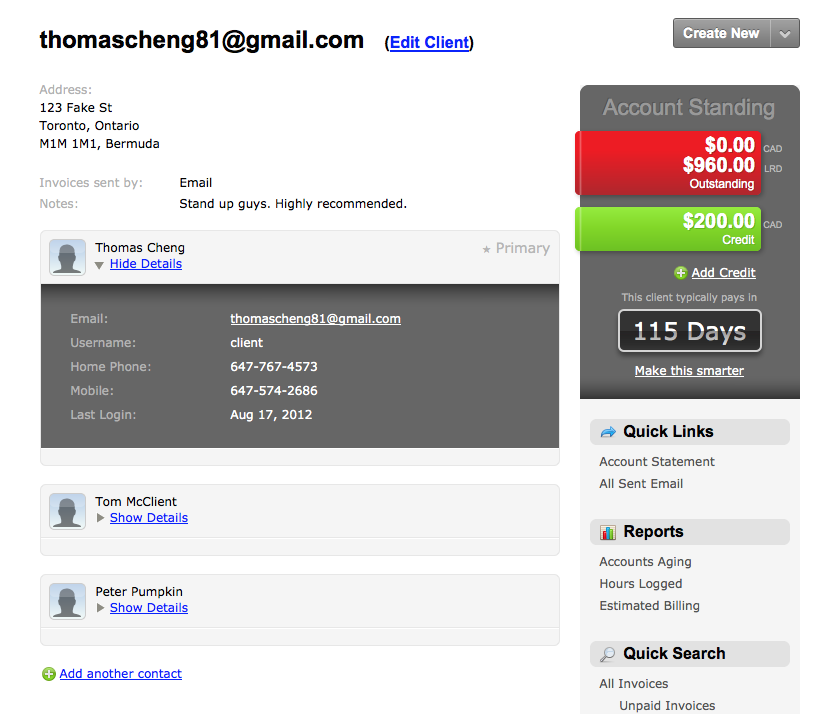 thomascheng81@gmail.com (Edit Client)
Create New
Address:
123 Fake St
Toronto, Ontario
M1M 1M1, Bermuda
Invoices sent by: Email
Notes: Stand up guys. Highly recommended.
Thomas Cheng
Hide Details
★ Primary
Email: thomascheng81@gmail.com
Username: client
Home Phone: 647-767-4573
Mobile: 647-574-2686
Last Login: Aug 17, 2012
Tom McClient
Show Details
Peter Pumpkin
Show Details
Add another contact
Account Standing
$0.00 CAD
$960.00 LRD
Outstanding
$200.00 CAD
Credit
Add Credit
This client typically pays in
115 Days
Make this smarter
Quick Links
Account Statement
All Sent Email
Reports
Accounts Aging
Hours Logged
Estimated Billing
Quick Search
All Invoices
Unpaid Invoices